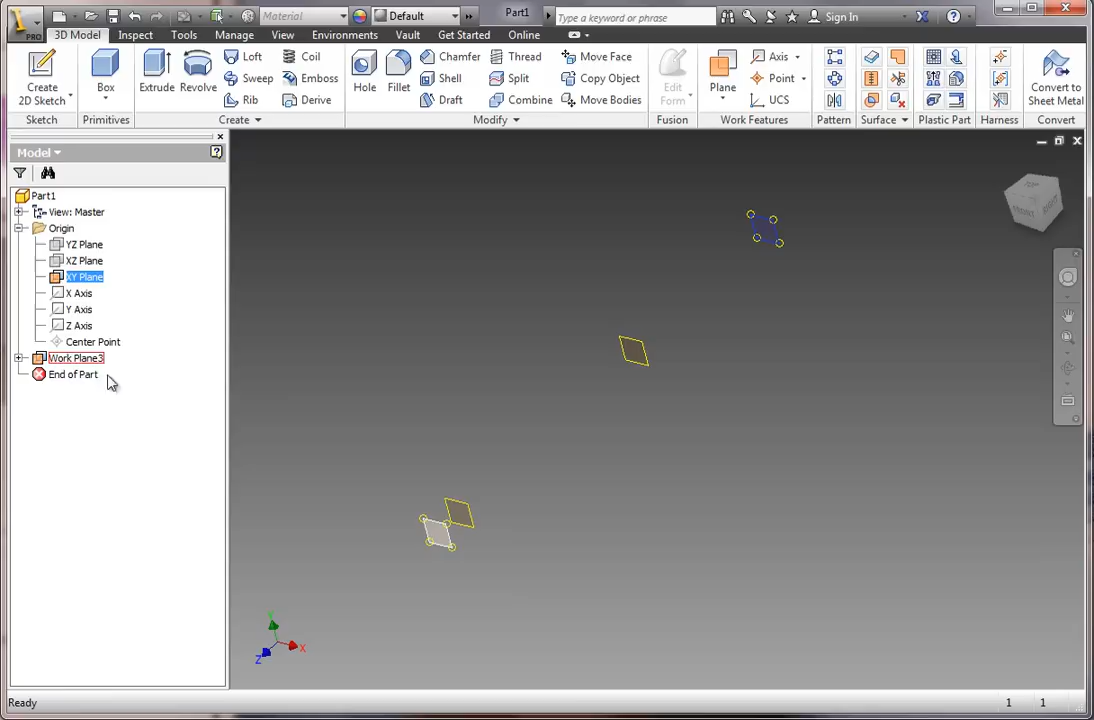 Material Default Part1 Type a keyword or phrase Sign In
PRO 3D Model Inspect Tools Manage View Environments Vault Get Started Online
Create 2D Sketch Box Extrude Revolve Loft Coil Sweep Emboss Rib Derive Hole Fillet Chamfer Thread Move Face Shell Split Copy Object Draft Combine Move Bodies Edit Form Plane Axis Point UCS Convert to Sheet Metal
Sketch Primitives Create Modify Fusion Work Features Pattern Surface Plastic Part Harness Convert
Model
Part1
View: Master
Origin
YZ Plane
XZ Plane
XY Plane
X Axis
Y Axis
Z Axis
Center Point
Work Plane3
End of Part
FRONT RIGHT
Y
X
Z
Ready 1 1